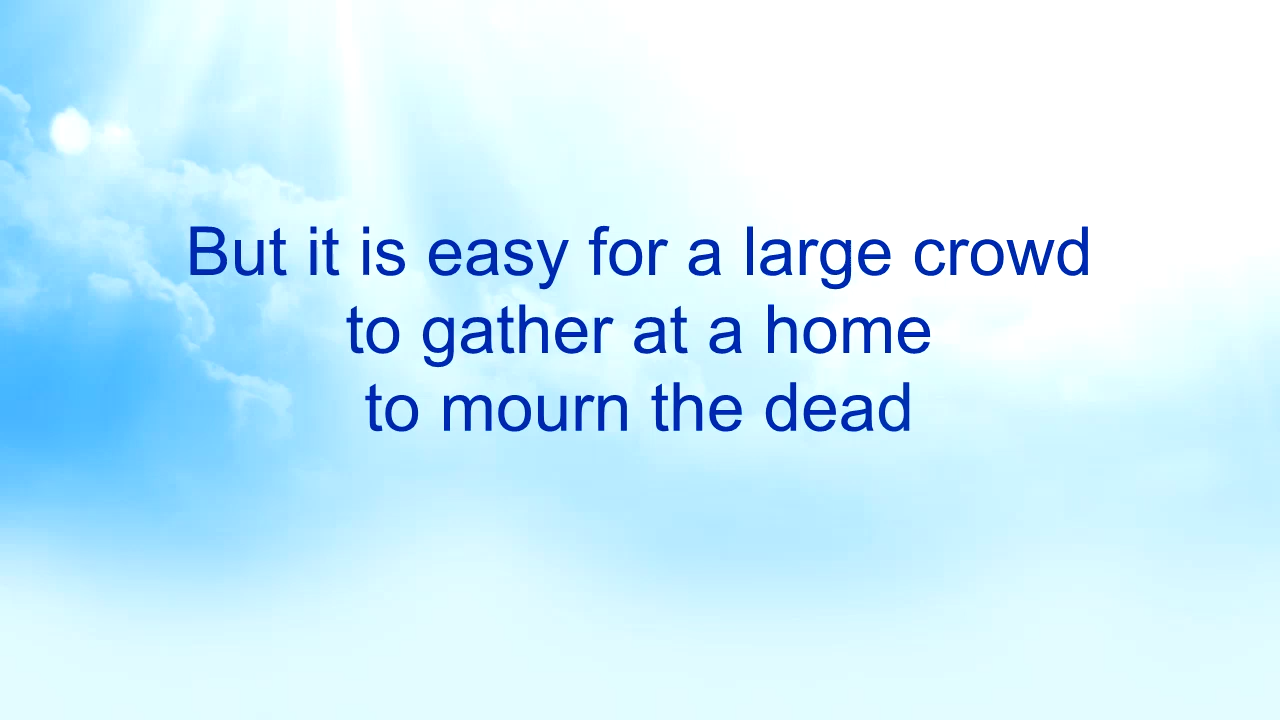 But it is easy for a large crowd
to gather at a home
to mourn the dead